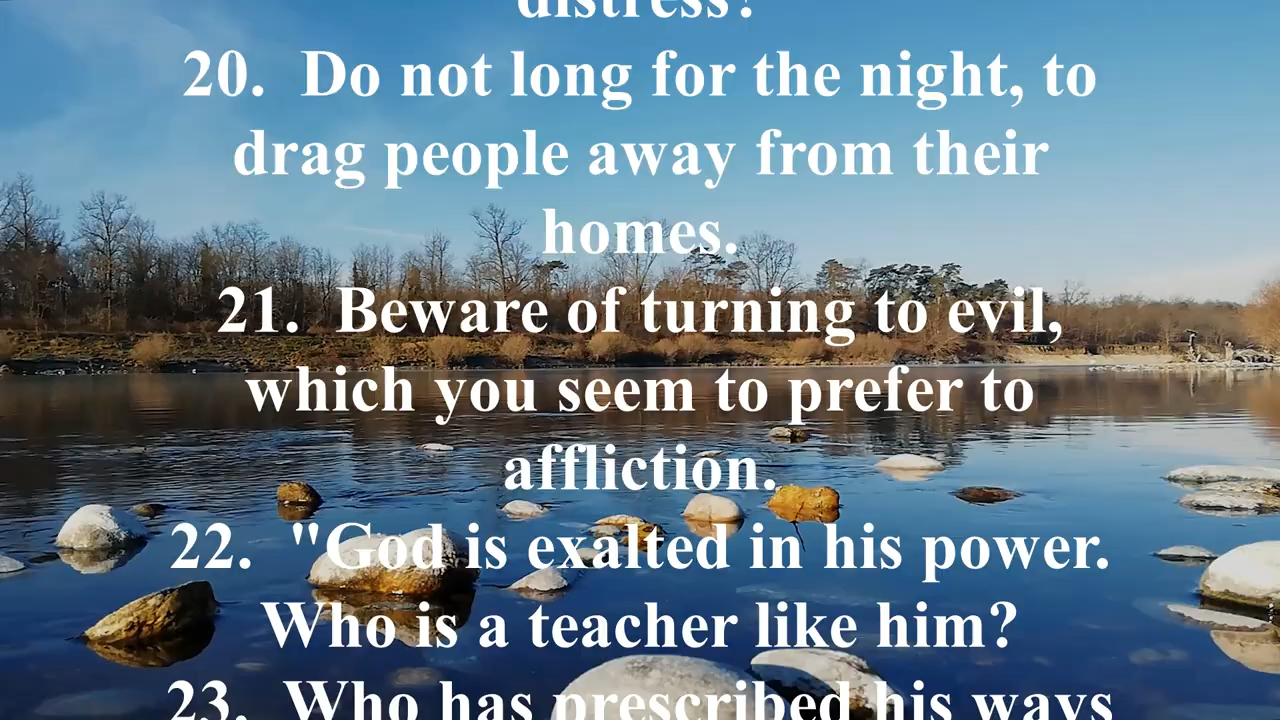 distress?
20. Do not long for the night, to
drag people away from their
homes.
21. Beware of turning to evil,
which you seem to prefer to
affliction.
22. "God is exalted in his power.
Who is a teacher like him?
23. Who has prescribed his ways